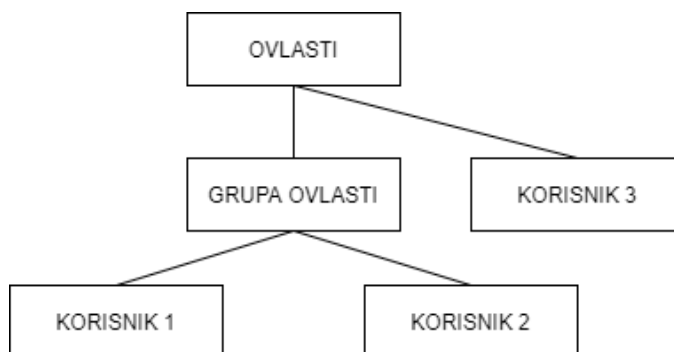 OVLASTI
GRUPA OVLASTI
KORISNIK 3
KORISNIK 1
KORISNIK 2